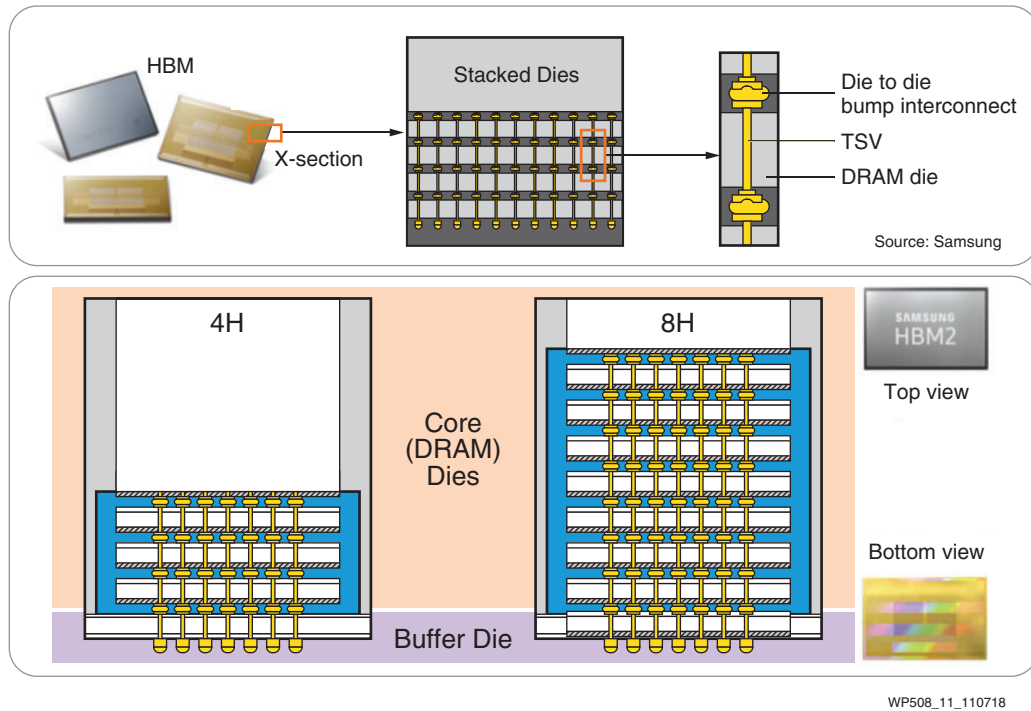 HBM
X-section
Stacked Dies
Die to die
bump interconnect
TSV
DRAM die
Source: Samsung
4H
8H
Core
(DRAM)
Dies
Buffer Die
SAMSUNG
HBM2
Top view
Bottom view
WP508_11_110718